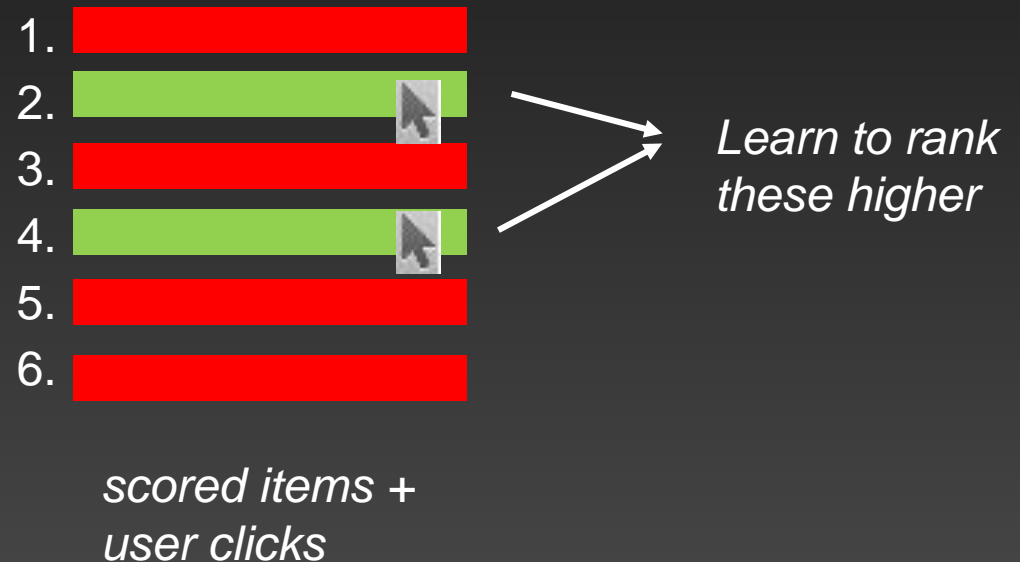 1.
2.
3.
4.
5.
6.
Learn to rank
these higher
scored items +
user clicks